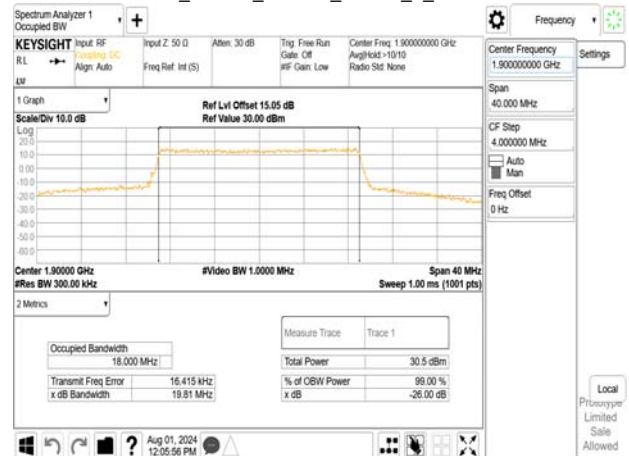 Spectrum Analyzer 1
Occupied BW
Frequency
KEYSIGHT Input: RF Input Z: 50 Ω Atten: 30 dB Trig: Free Run Center Freq: 1.900000000 GHz
Coupling: DC Gate: Off Avg|Hold:>10/10
RL Align: Auto Freq Ref: Int (S) #IF Gain: Low Radio Std: None
Center Frequency
1.900000000 GHz
Settings
Span
40.000 MHz
CF Step
4.000000 MHz
Auto
Man
Freq Offset
0 Hz
1 Graph
Ref Lvl Offset 15.05 dB
Scale/Div 10.0 dB Ref Value 30.00 dBm
Log
20.0
10.0
0.00
-10.0
-20.0
-30.0
-40.0
-50.0
-60.0
Center 1.90000 GHz #Video BW 1.0000 MHz Span 40 MHz
#Res BW 300.00 kHz Sweep 1.00 ms (1001 pts)
2 Metrics
Measure Trace Trace 1
Occupied Bandwidth
18.000 MHz
Total Power 30.5 dBm
Transmit Freq Error 16.415 kHz % of OBW Power 99.00 %
x dB Bandwidth 19.81 MHz x dB -26.00 dB
Local
Prototype
Limited
Sale
Allowed
Aug 01, 2024
12:05:56 PM